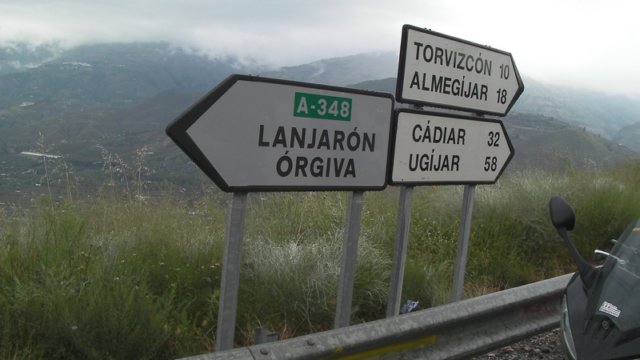 A-348
LANJARÓN
ÓRGIVA
TORVIZCÓN 10
ALMEGÍJAR 18
CÁDIAR 32
UGÍJAR 58